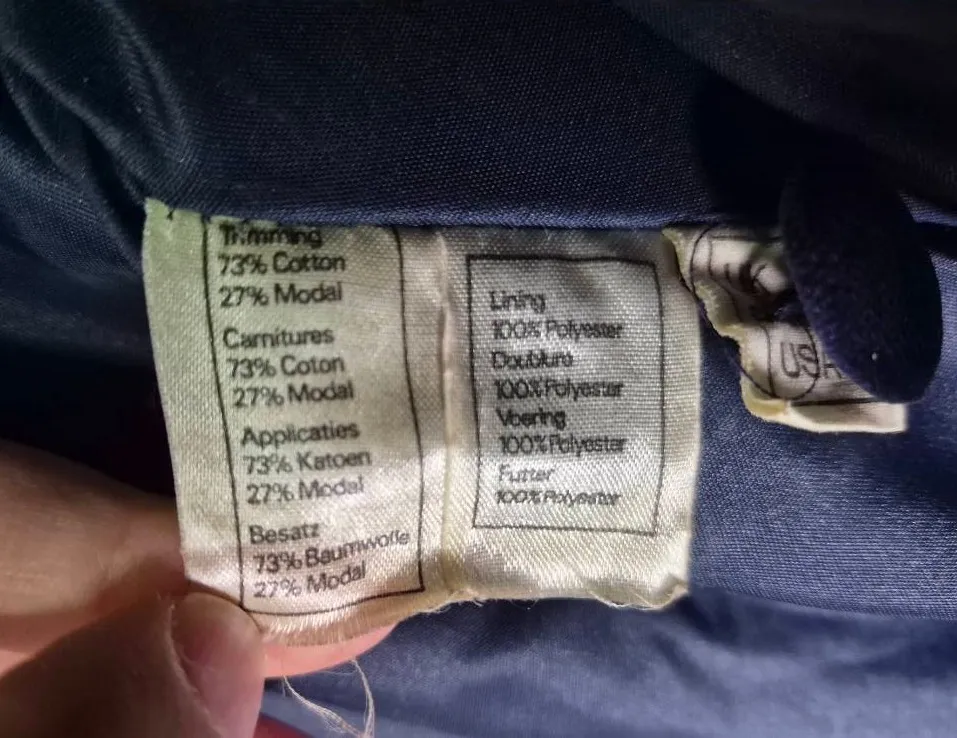 Trimming
73% Cotton
27% Modal
Garnitures
73% Coton
27% Modal
Applicaties
73% Katoen
27% Modal
Besatz
73% Baumwolle
27% Modal
Lining
100% Polyester
Doublure
100% Polyester
Voering
100% Polyester
Futter
100% Polyester
UK
USA